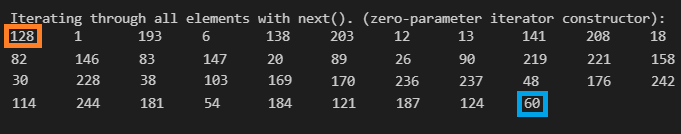 Iterating through all elements with next(). (zero-parameter iterator constructor):
128 1 193 6 138 203 12 13 141 208 18
82 146 83 147 20 89 26 90 219 221 158
30 228 38 103 169 170 236 237 48 176 242
114 244 181 54 184 121 187 124 60